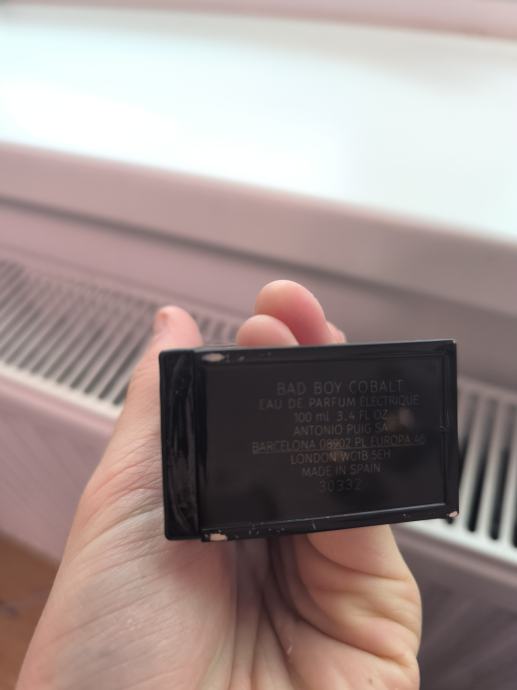 BAD BOY COBALT
EAU DE PARFUM ÉLECTRIQUE
100 ml 3.4 FL OZ
ANTONIO PUIG SA
BARCELONA 08902 PL EUROPA 46
LONDON WC1B 5EH
MADE IN SPAIN
30332